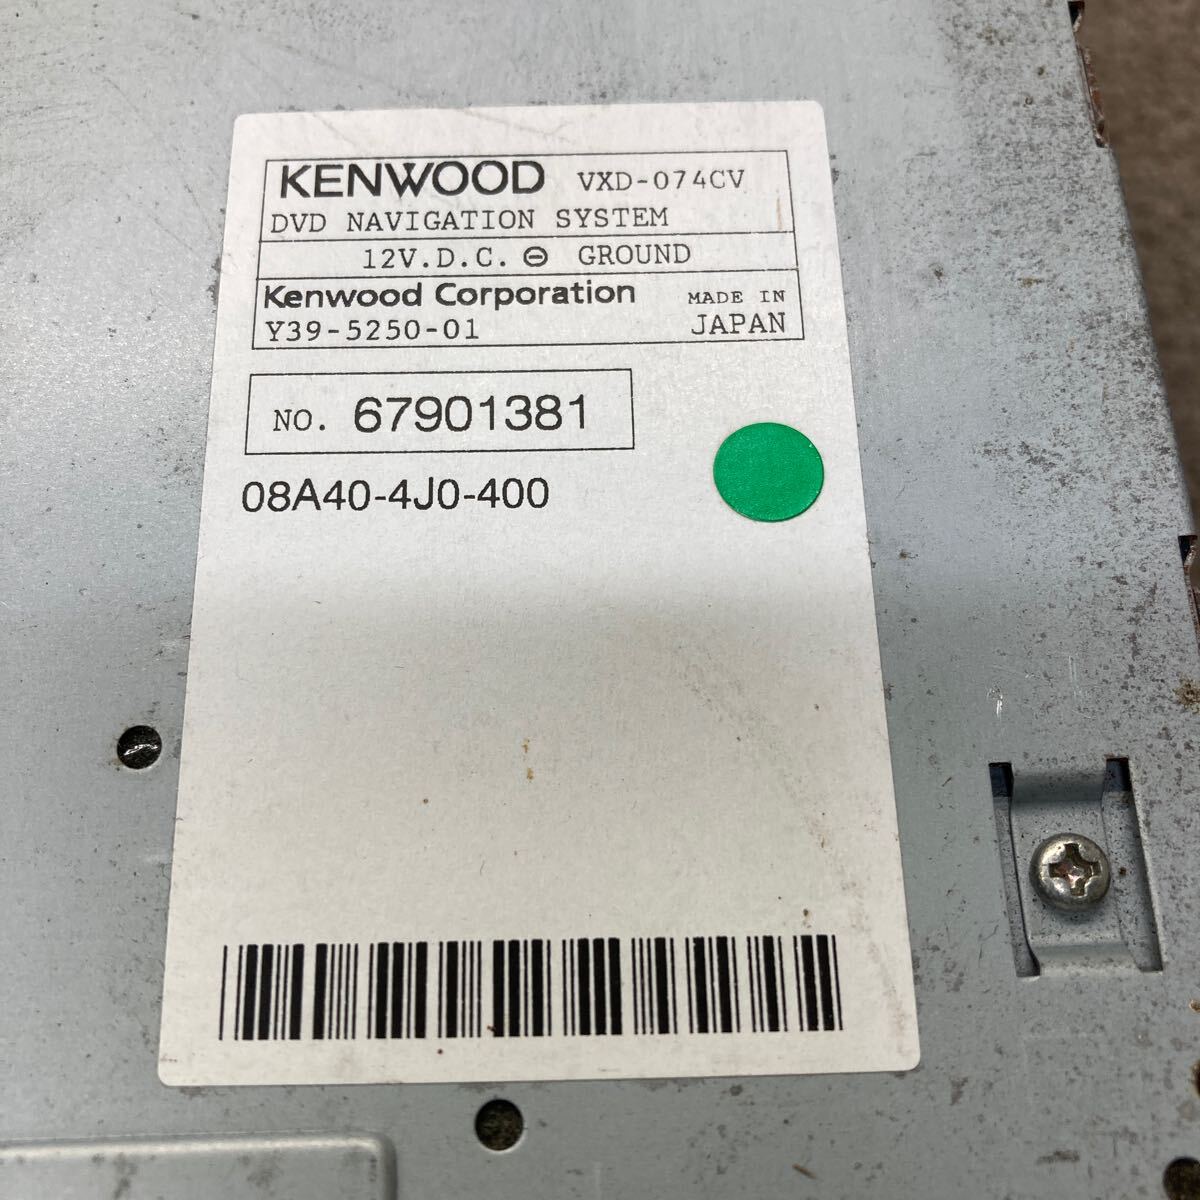 KENWOOD VXD-074CV
DVD NAVIGATION SYSTEM
12V.D.C. ⊖ GROUND
Kenwood Corporation MADE IN
Y39-5250-01 JAPAN
NO. 67901381
08A40-4J0-400